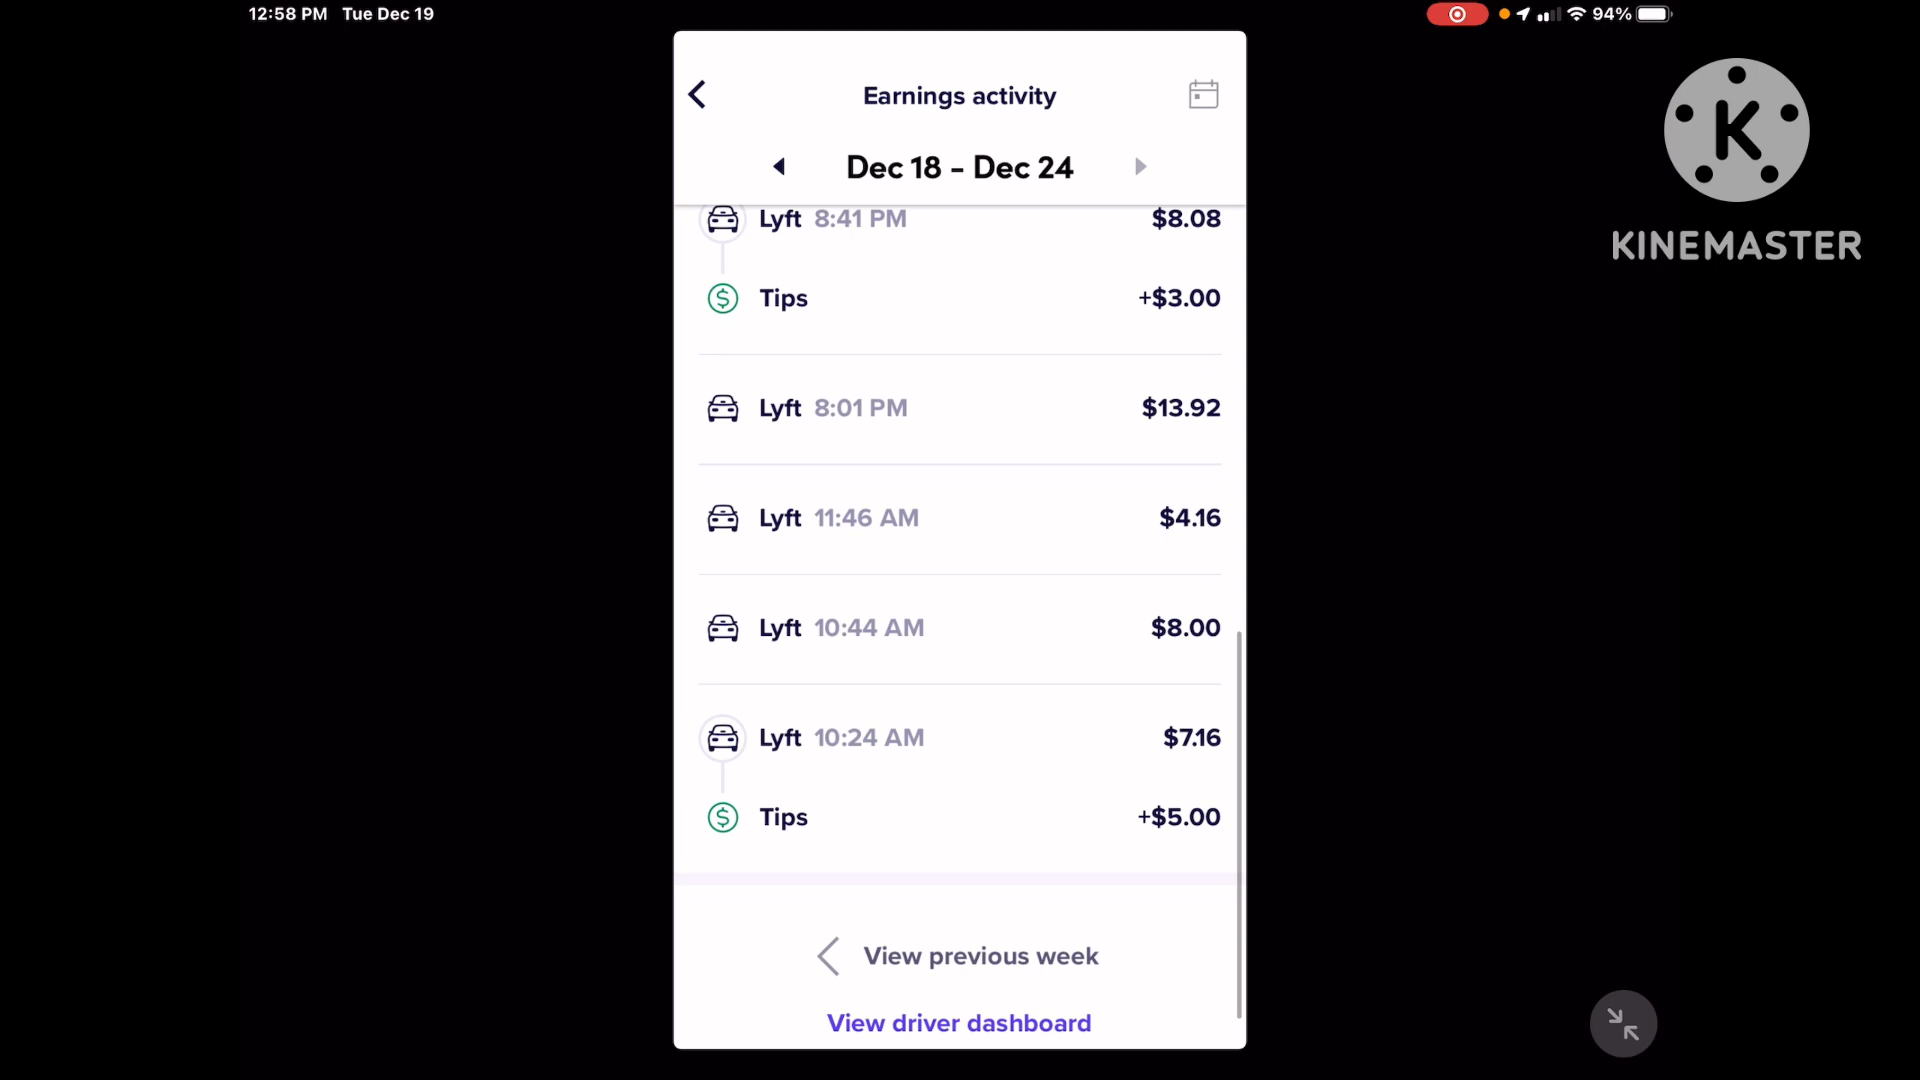 12:58 PM Tue Dec 19
94%
Earnings activity
Dec 18 – Dec 24
Lyft 8:41 PM $8.08
Tips +$3.00
Lyft 8:01 PM $13.92
Lyft 11:46 AM $4.16
Lyft 10:44 AM $8.00
Lyft 10:24 AM $7.16
Tips +$5.00
View previous week
View driver dashboard
K
KINEMASTER